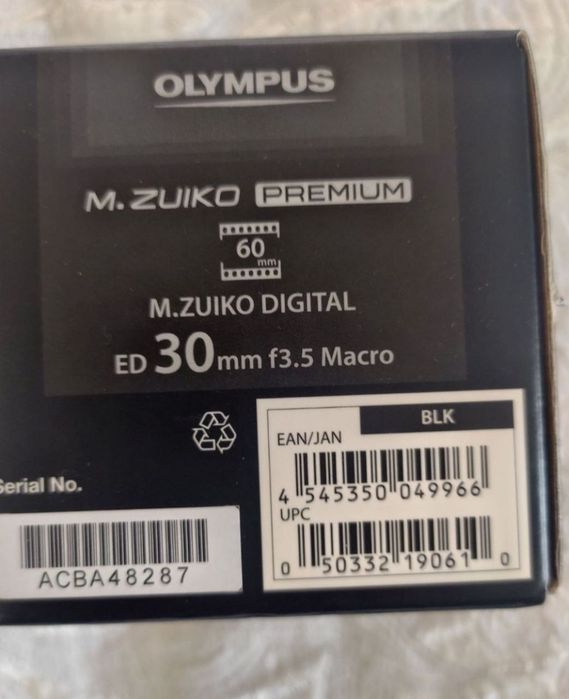 OLYMPUS
M.ZUIKO PREMIUM
60
mm
M.ZUIKO DIGITAL
ED 30mm f3.5 Macro
BLK
EAN/JAN
4 545350 049966
UPC
0 50332 19061 0
Serial No.
ACBA48287